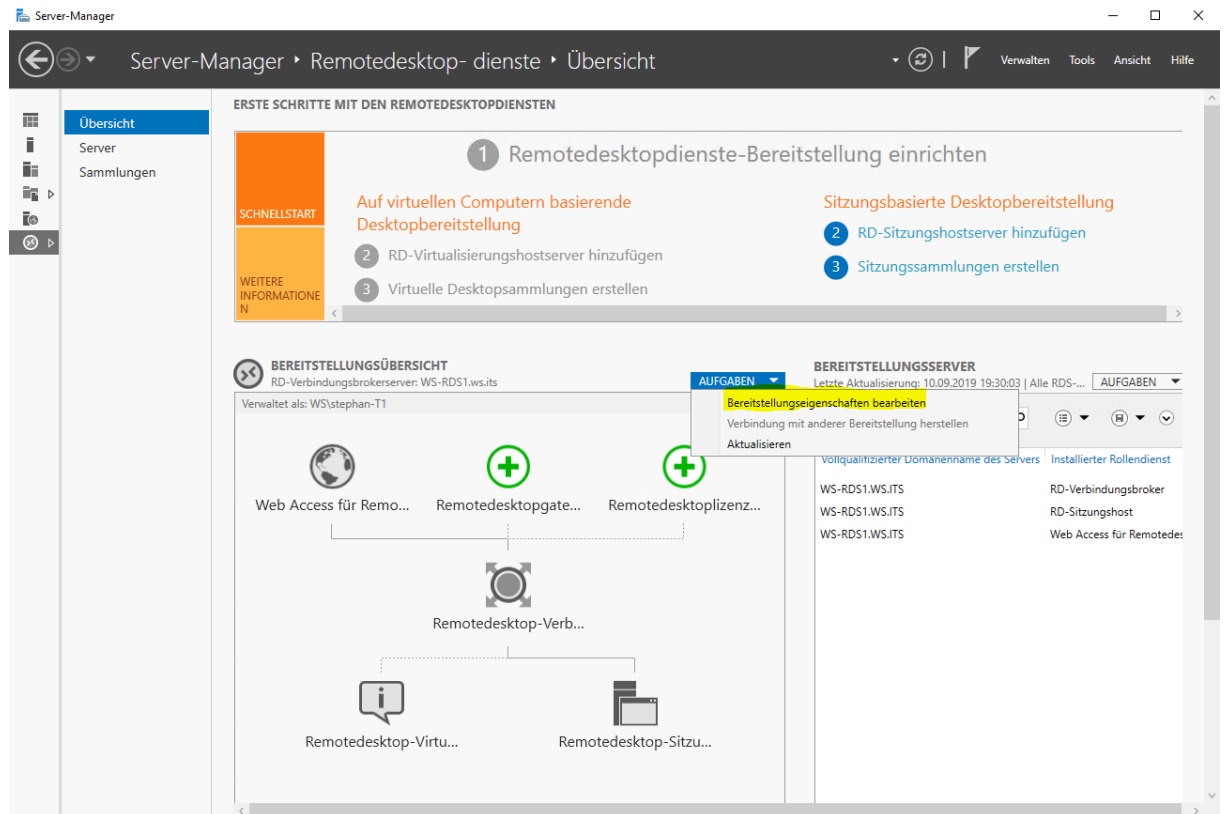 Server-Manager
Server-Manager ‣ Remotedesktop- dienste ‣ Übersicht
Verwalten Tools Ansicht Hilfe
Übersicht
Server
Sammlungen
ERSTE SCHRITTE MIT DEN REMOTEDESKTOPDIENSTEN
1 Remotedesktopdienste-Bereitstellung einrichten
SCHNELLSTART
WEITERE
INFORMATIONE
N
Auf virtuellen Computern basierende
Desktopbereitstellung
2 RD-Virtualisierungshostserver hinzufügen
3 Virtuelle Desktopsammlungen erstellen
Sitzungsbasierte Desktopbereitstellung
2 RD-Sitzungshostserver hinzufügen
3 Sitzungssammlungen erstellen
BEREITSTELLUNGSÜBERSICHT
RD-Verbindungsbrokerserver: WS-RDS1.ws.its
AUFGABEN
Verwaltet als: WS\stephan-T1
Bereitstellungseigenschaften bearbeiten
Verbindung mit anderer Bereitstellung herstellen
Aktualisieren
Web Access für Remo...
Remotedesktopgate...
Remotedesktoplizenz...
Remotedesktop-Verb...
Remotedesktop-Virtu...
Remotedesktop-Sitzu...
BEREITSTELLUNGSSERVER
Letzte Aktualisierung: 10.09.2019 19:30:03 | Alle RDS-...
AUFGABEN
Vollqualifizierter Domänenname des Servers Installierter Rollendienst
WS-RDS1.WS.ITS RD-Verbindungsbroker
WS-RDS1.WS.ITS RD-Sitzungshost
WS-RDS1.WS.ITS Web Access für Remotedes